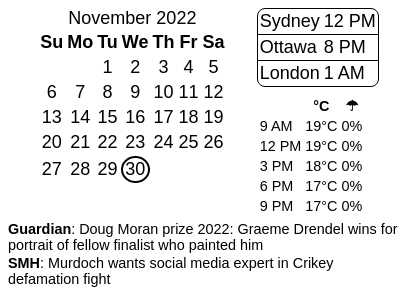 November 2022
Su Mo Tu We Th Fr Sa
1 2 3 4 5
6 7 8 9 10 11 12
13 14 15 16 17 18 19
20 21 22 23 24 25 26
27 28 29 30
Sydney 12 PM
Ottawa 8 PM
London 1 AM
°C ☂
9 AM 19°C 0%
12 PM 19°C 0%
3 PM 18°C 0%
6 PM 17°C 0%
9 PM 17°C 0%
Guardian: Doug Moran prize 2022: Graeme Drendel wins for
portrait of fellow finalist who painted him
SMH: Murdoch wants social media expert in Crikey
defamation fight